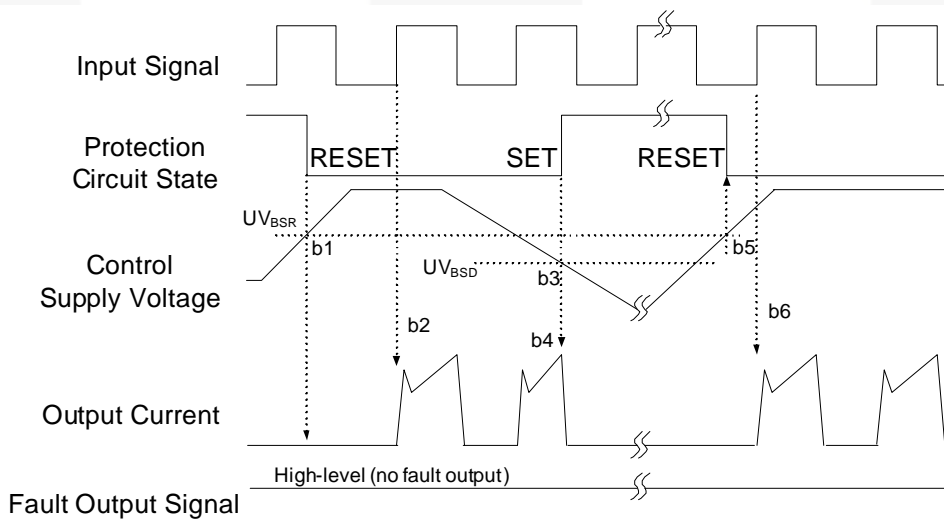 Input Signal
Protection
Circuit State
RESET
SET
RESET
UVBSR
b1
b5
Control
Supply Voltage
UVBSD
b3
b2
b4
b6
Output Current
High-level (no fault output)
Fault Output Signal